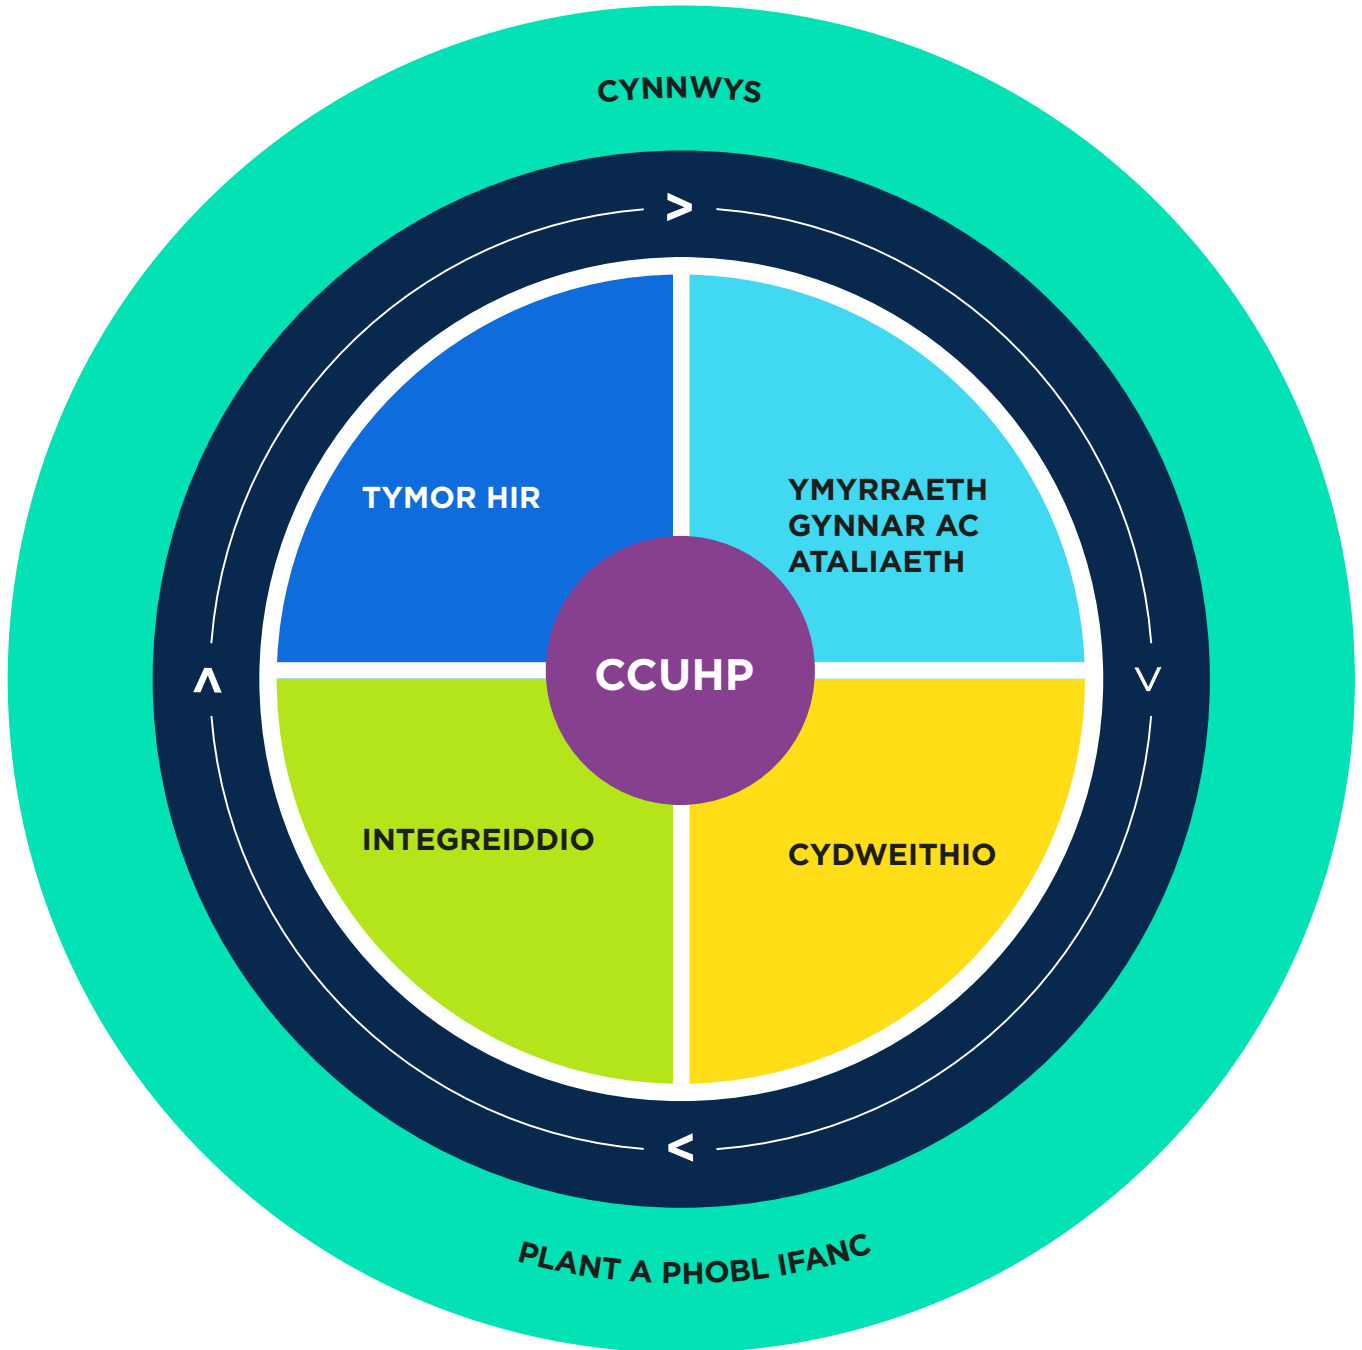 CYNNWYS
>
TYMOR HIR
YMYRRAETH
GYNNAR AC
ATALIAETH
CCUHP
INTEGREIDDIO
CYDWEITHIO
<
PLANT A PHOBL IFANC